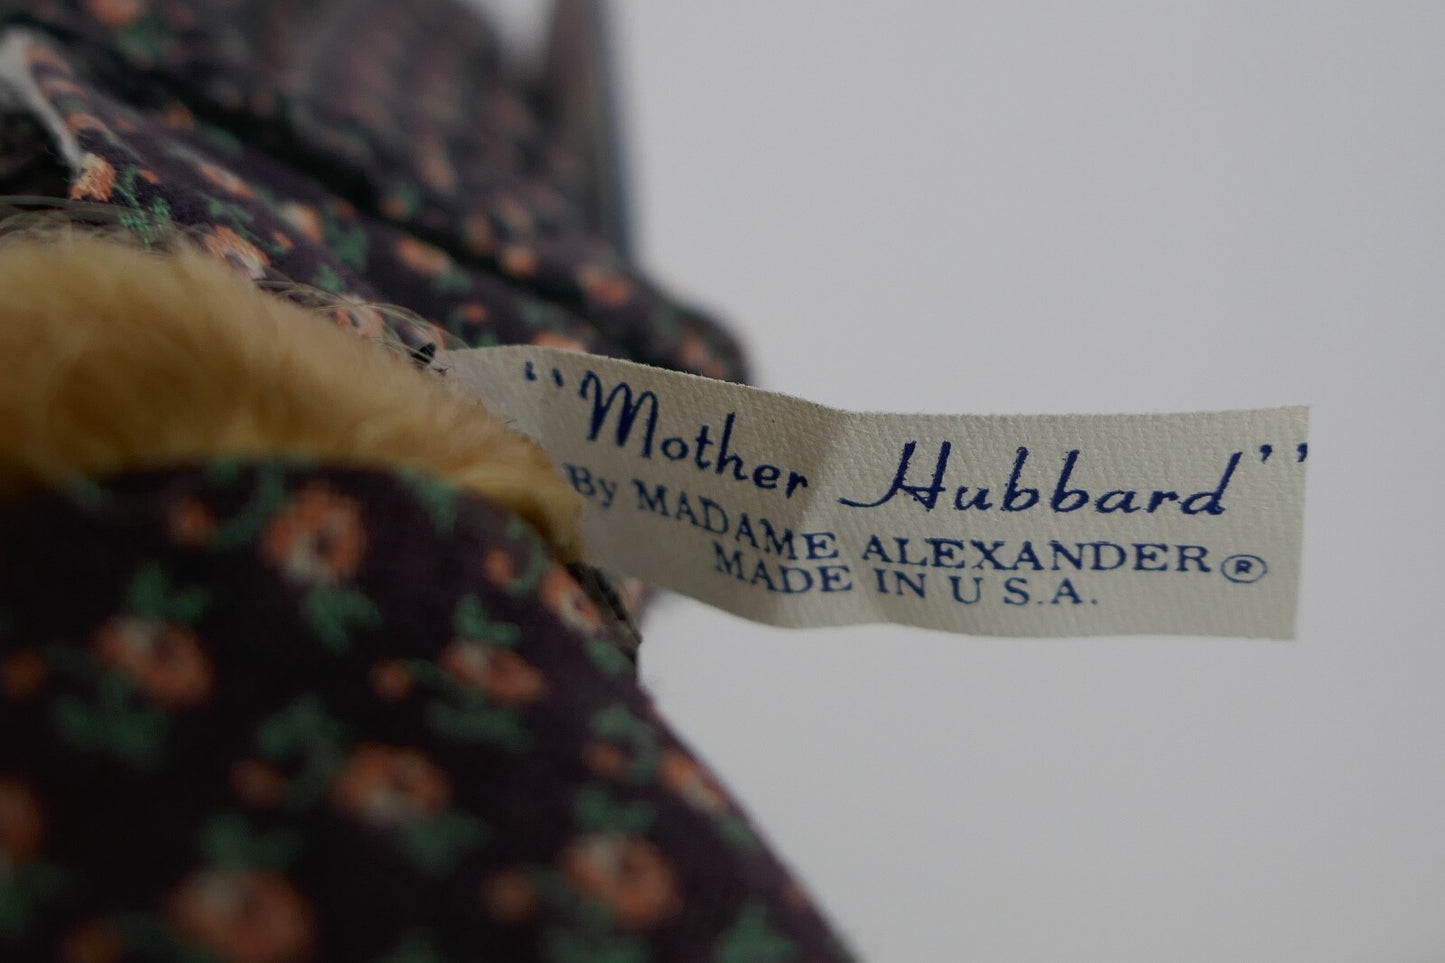 "Mother Hubbard"
By MADAME ALEXANDER®
MADE IN U S.A.